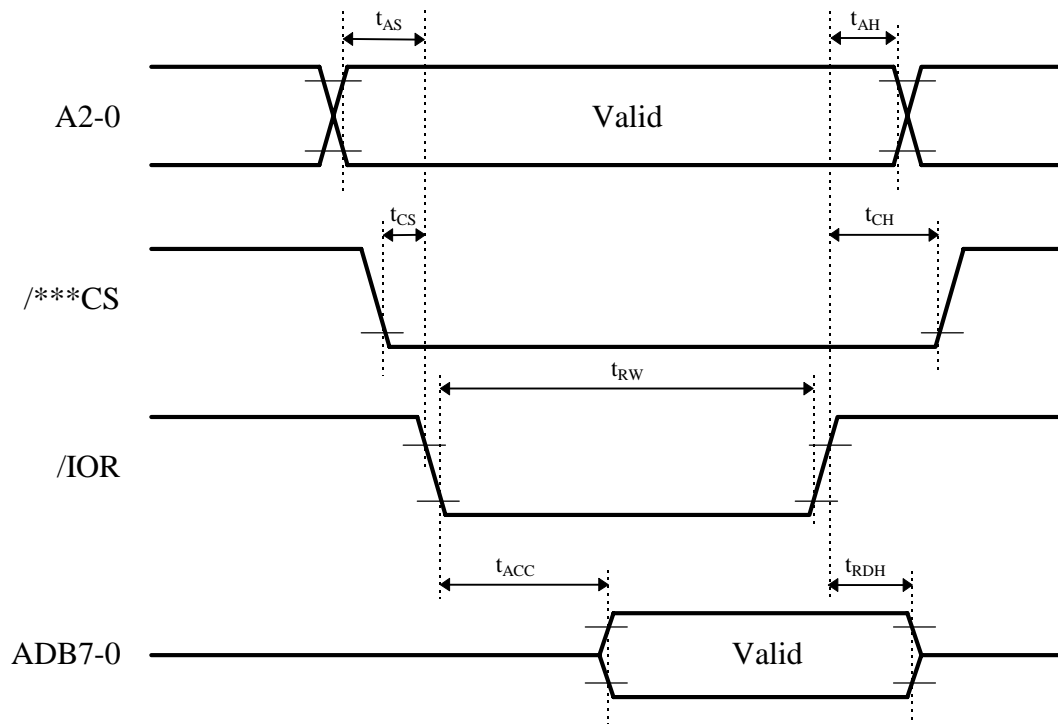 tAS
tAH
A2-0
Valid
tCS
tCH
/***CS
tRW
/IOR
tACC
tRDH
ADB7-0
Valid